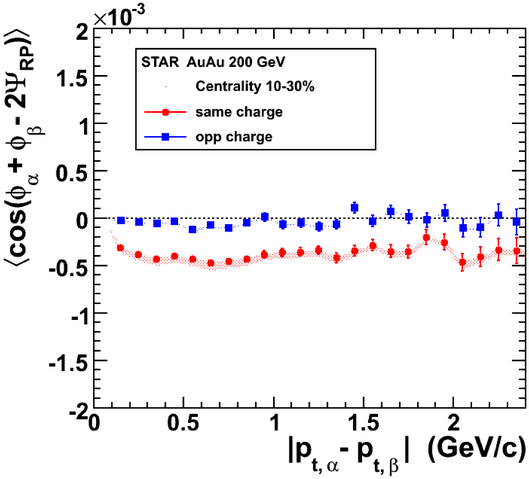 ×10⁻³
⟨cos(ϕα + ϕβ - 2ΨRP)⟩
2
1.5
1
0.5
0
-0.5
-1
-1.5
-2
STAR AuAu 200 GeV
Centrality 10-30%
same charge
opp charge
0 0.5 1 1.5 2
|pt,α - pt,β| (GeV/c)